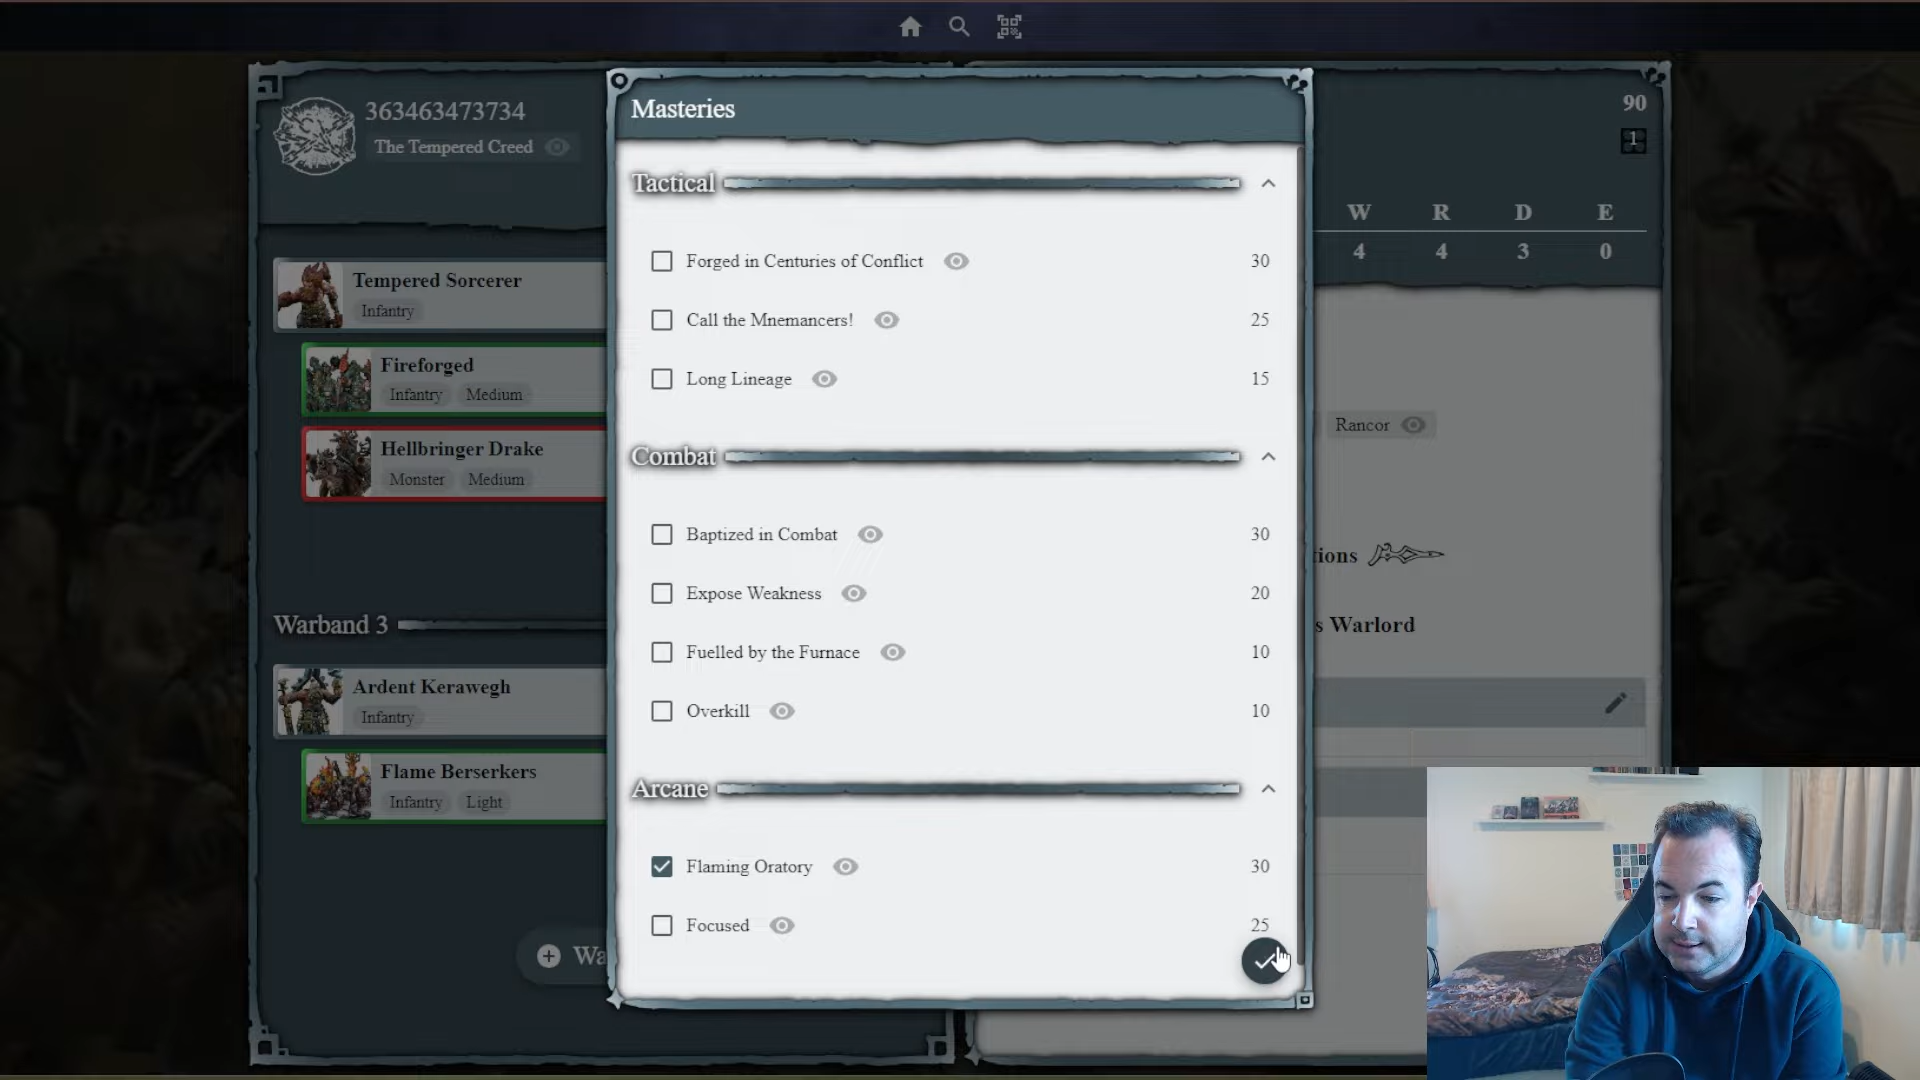 363463473734
The Tempered Creed
Tempered Sorcerer
Infantry
Fireforged
Infantry Medium
Hellbringer Drake
Monster Medium
Warband 3
Ardent Kerawegh
Infantry
Flame Berserkers
Infantry Light
Wa
Masteries
Tactical
Forged in Centuries of Conflict 30
Call the Mnemancers! 25
Long Lineage 15
Combat
Baptized in Combat 30
Expose Weakness 20
Fuelled by the Furnace 10
Overkill 10
Arcane
Flaming Oratory 30
Focused 25
90
1
W R D E
4 4 3 0
Rancor
tions
s Warlord